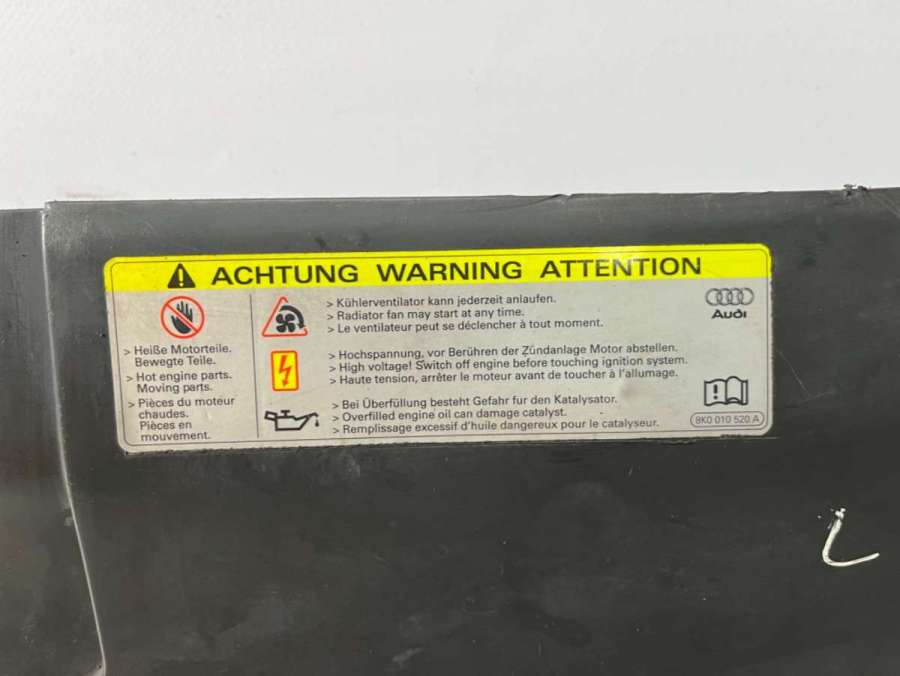 ACHTUNG WARNING ATTENTION
> Heiße Motorteile.
Bewegte Teile.
> Hot engine parts.
Moving parts.
> Pièces du moteur
chaudes.
Pièces en
mouvement.
> Kühlerventilator kann jederzeit anlaufen.
> Radiator fan may start at any time.
> Le ventilateur peut se déclencher à tout moment.
> Hochspannung, vor Berühren der Zündanlage Motor abstellen.
> High voltage! Switch off engine before touching ignition system.
> Haute tension, arrêter le moteur avant de toucher à l'allumage.
> Bei Überfüllung besteht Gefahr fur den Katalysator.
> Overfilled engine oil can damage catalyst.
> Remplissage excessif d'huile dangereux pour le catalyseur.
Audi
8K0 010 520 A